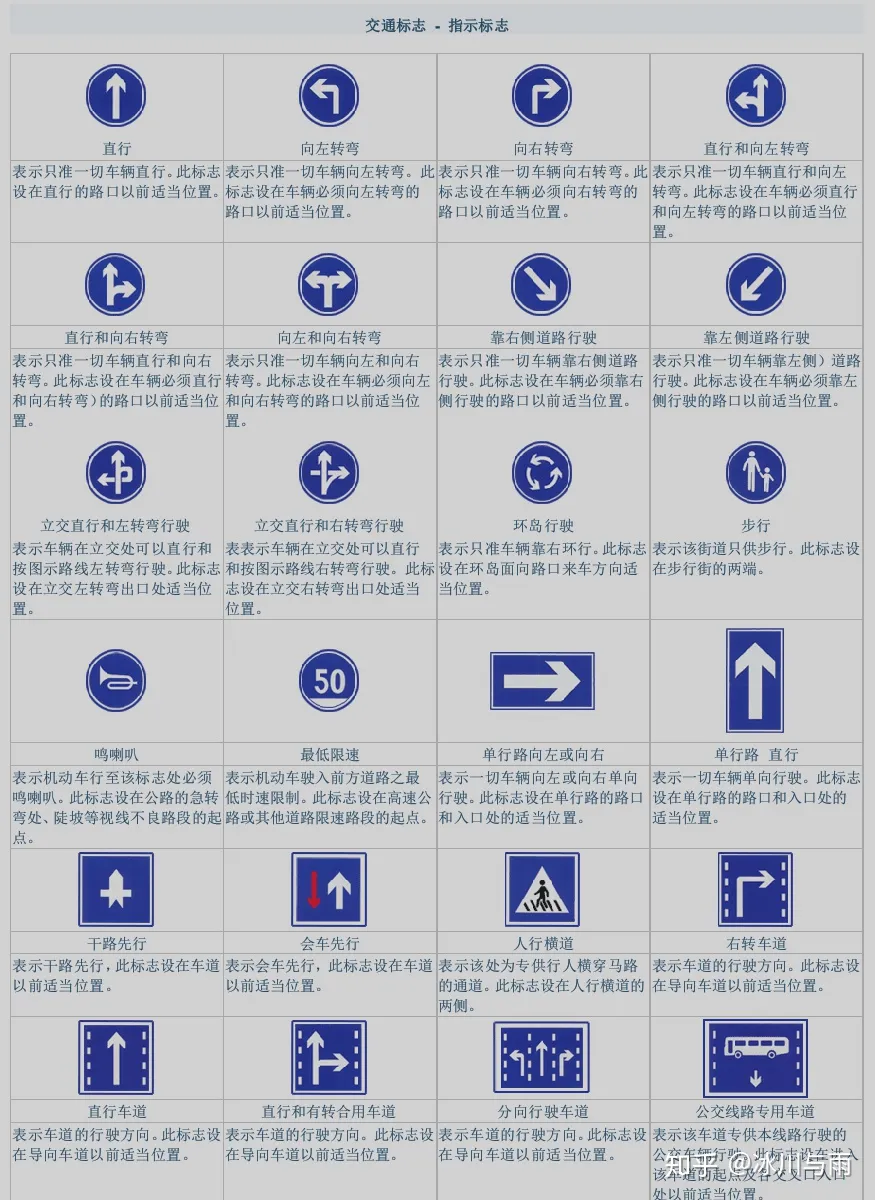 交通标志 - 指示标志
直行
向左转弯
向右转弯
直行和向左转弯
表示只准一切车辆直行。此标志
设在直行的路口以前适当位置。
表示只准一切车辆向左转弯。此
标志设在车辆必须向左转弯的
路口以前适当位置。
表示只准一切车辆向右转弯。此
标志设在车辆必须向右转弯的
路口以前适当位置。
表示只准一切车辆直行和向左
转弯。此标志设在车辆必须直行
和向左转弯的路口以前适当位
置。
直行和向右转弯
向左和向右转弯
靠右侧道路行驶
靠左侧道路行驶
表示只准一切车辆直行和向右
转弯。此标志设在车辆必须直行
和向右转弯)的路口以前适当位
置。
表示只准一切车辆向左和向右
转弯。此标志设在车辆必须向左
和向右转弯的路口以前适当位
置。
表示只准一切车辆靠右侧道路
行驶。此标志设在车辆必须靠右
侧行驶的路口以前适当位置。
表示只准一切车辆靠左侧)道路
行驶。此标志设在车辆必须靠左
侧行驶的路口以前适当位置。
立交直行和左转弯行驶
立交直行和右转弯行驶
环岛行驶
步行
表示车辆在立交处可以直行和
按图示路线左转弯行驶。此标志
设在立交左转弯出口处适当位
置。
表表示车辆在立交处可以直行
和按图示路线右转弯行驶。此标
志设在立交右转弯出口处适当
位置。
表示只准车辆靠右环行。此标志
设在环岛面向路口来车方向适
当位置。
表示该街道只供步行。此标志设
在步行街的两端。
50
鸣喇叭
最低限速
单行路向左或向右
单行路 直行
表示机动车行至该标志处必须
鸣喇叭。此标志设在公路的急转
弯处、陡坡等视线不良路段的起
点。
表示机动车驶入前方道路之最
低时速限制。此标志设在高速公
路或其他道路限速路段的起点。
表示一切车辆向左或向右单向
行驶。此标志设在单行路的路口
和入口处的适当位置。
表示一切车辆单向行驶。此标志
设在单行路的路口和入口处的
适当位置。
干路先行
会车先行
人行横道
右转车道
表示干路先行，此标志设在车道
以前适当位置。
表示会车先行，此标志设在车道
以前适当位置。
表示该处为专供行人横穿马路
的通道。此标志设在人行横道的
两侧。
表示车道的行驶方向。此标志设
在导向车道以前适当位置。
直行车道
直行和有转合用车道
分向行驶车道
公交线路专用车道
表示车道的行驶方向。此标志设
在导向车道以前适当位置。
表示车道的行驶方向。此标志设
在导向车道以前适当位置。
表示车道的行驶方向。此标志设
在导向车道以前适当位置。
表示该车道专供本线路行驶的
公交车辆行驶。此标志设在进入
该车道的起点及各交叉口入口
处以前适当位置。
知乎 @冰川与雨